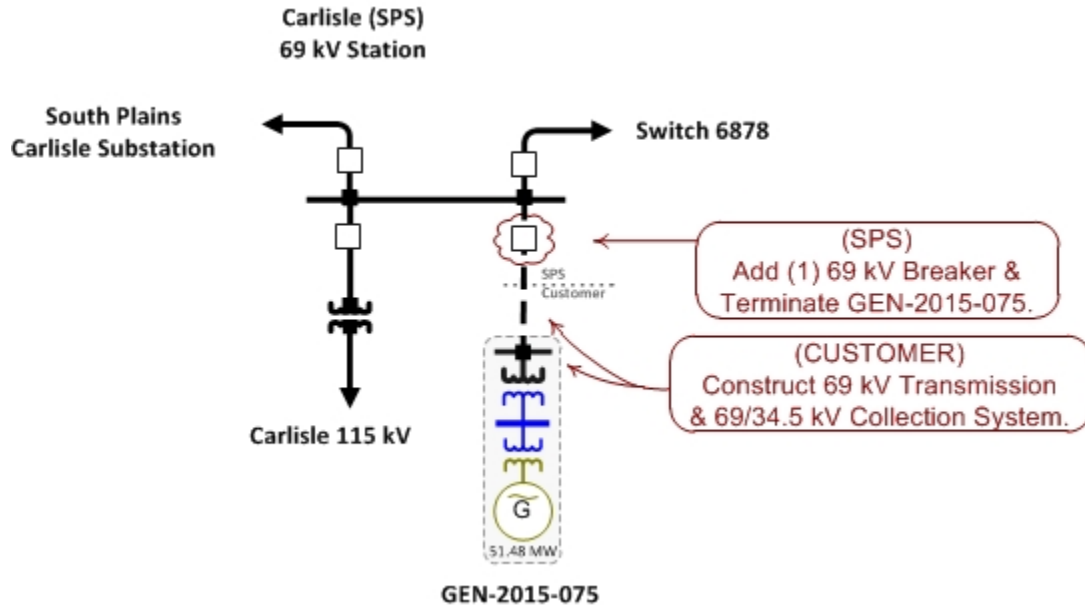 Carlisle (SPS)
69 kV Station
South Plains
Carlisle Substation
Switch 6878
(SPS)
Add (1) 69 kV Breaker &
Terminate GEN-2015-075.
SPS
Customer
(CUSTOMER)
Construct 69 kV Transmission
& 69/34.5 kV Collection System.
Carlisle 115 kV
G
51.48 MW
GEN-2015-075